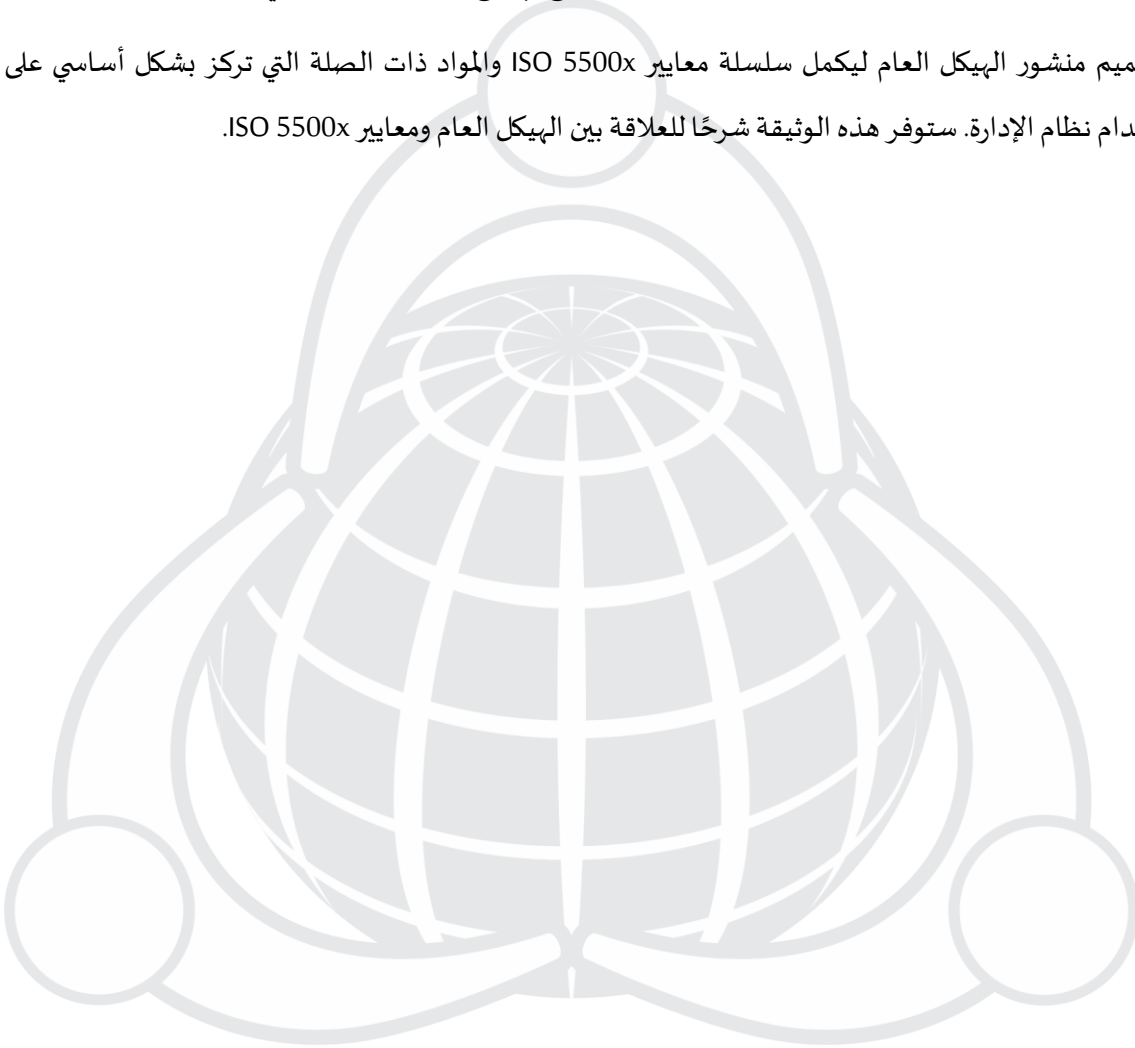 ميم منشور الهيكل العام ليكمل سلسلة معايير ISO 5500x والمواد ذات الصلة التي تركز بشكل أساسي على
دام نظام الإدارة. ستوفر هذه الوثيقة شرحًا للعلاقة بين الهيكل العام ومعايير ISO 5500x.